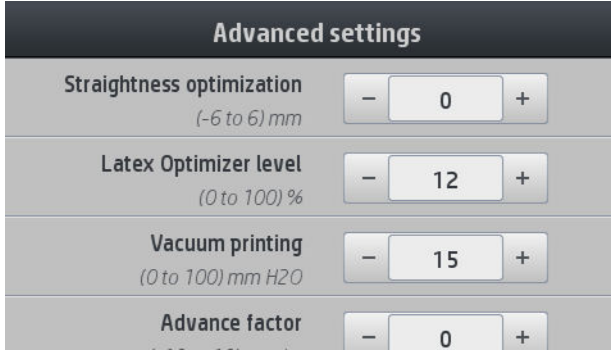 Advanced settings
Straightness optimization
(-6 to 6) mm
− 0 +
Latex Optimizer level
(0 to 100) %
− 12 +
Vacuum printing
(0 to 100) mm H2O
− 15 +
Advance factor
− 0 +